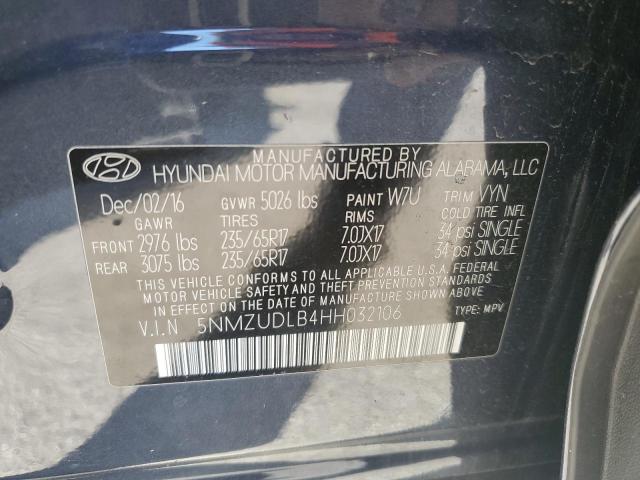 MANUFACTURED BY
HYUNDAI MOTOR MANUFACTURING ALABAMA, LLC
Dec/02/16 GVWR 5026 lbs PAINT W7U TRIM VYN
GAWR TIRES RIMS COLD TIRE INFL
FRONT 2976 lbs 235/65R17 7.0JX17 34 psi SINGLE
REAR 3075 lbs 235/65R17 7.0JX17 34 psi SINGLE
THIS VEHICLE CONFORMS TO ALL APPLICABLE U.S.A. FEDERAL
MOTOR VEHICLE SAFETY AND THEFT PREVENTION STANDARDS
IN EFFECT ON THE DATE OF MANUFACTURE SHOWN ABOVE.
V.I.N 5NMZUDLB4HH032106 TYPE: MPV